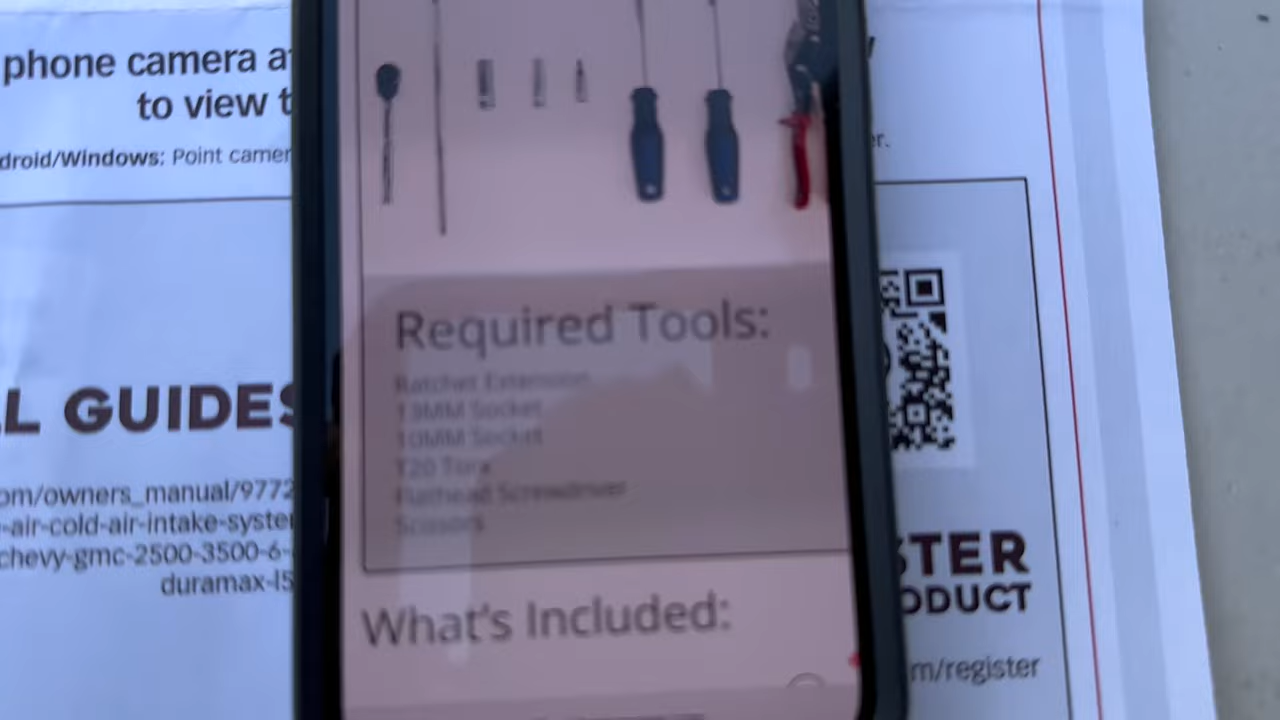 phone camera a
to view t
droid/Windows: Point camer
er.
Required Tools:
Ratchet Extension
13MM Socket
10MM Socket
T20 Torx
Flathead Screwdriver
Scissors
What's Included:
L GUIDES
om/owners_manual/9772
-air-cold-air-intake-system
chevy-gmc-2500-3500-6-
duramax-l5
STER
ODUCT
m/register